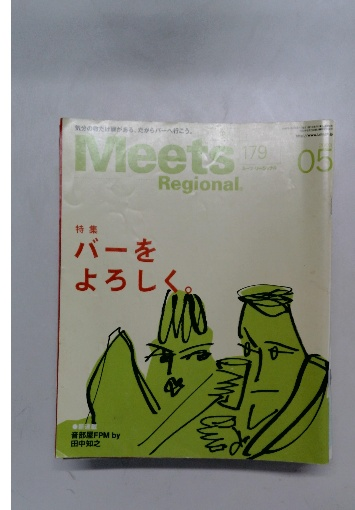 Meets
179
05
Regional.
特集
バーを
よろしく。
音部屋FPM by
田中知之